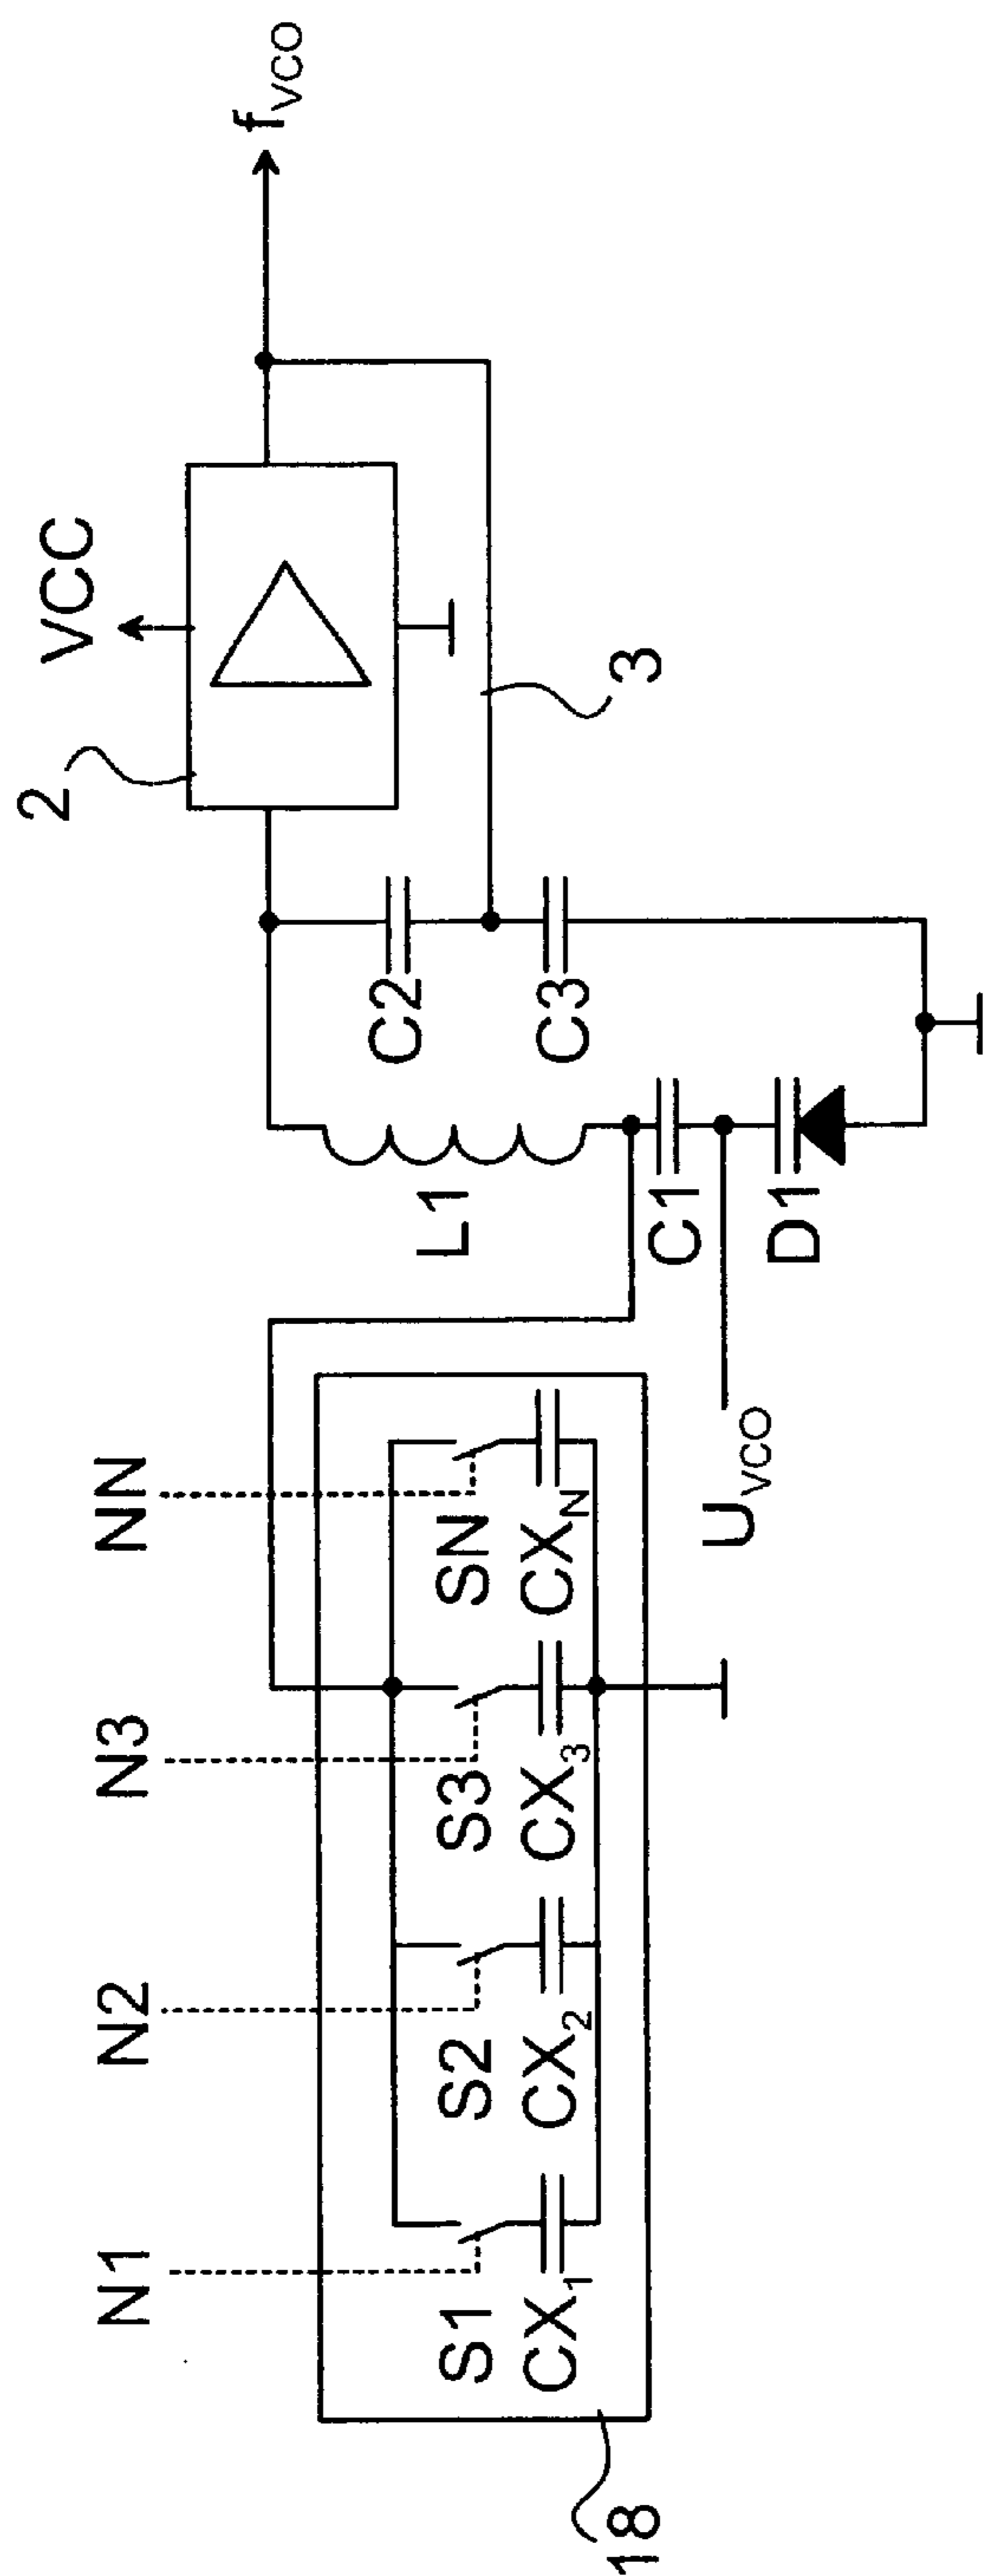 N1
N2
N3
NN
VCC
2
f_VCO
S1
S2
S3
SN
CX_1
CX_2
CX_3
CX_N
L1
C2
C3
C1
D1
3
U_VCO
18